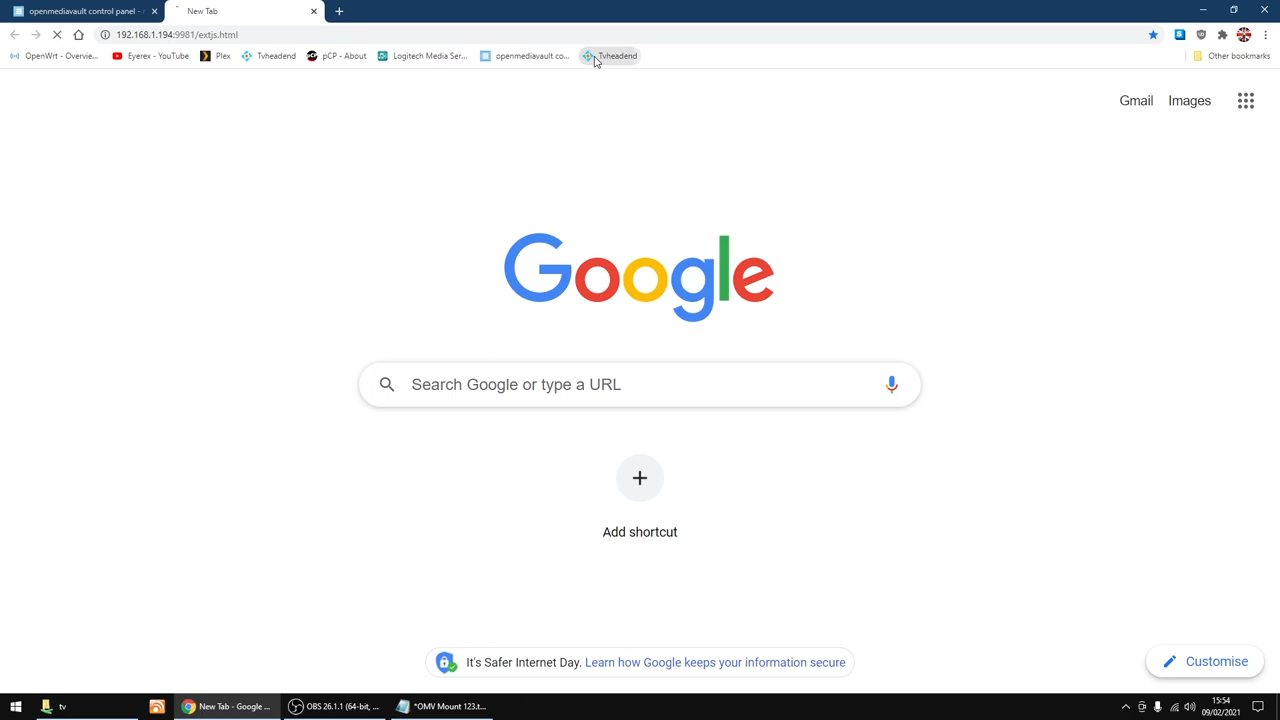 openmediavault control panel - r
New Tab
192.168.1.194:9981/extjs.html
OpenWrt - Overvie...
Eyerex - YouTube
Plex
Tvheadend
pCP - About
Logitech Media Ser...
openmediavault co...
Tvheadend
Other bookmarks
Gmail
Images
Google
Search Google or type a URL
Add shortcut
It's Safer Internet Day. Learn how Google keeps your information secure
Customise
tv
New Tab - Google ...
OBS 26.1.1 (64-bit, ...
*OMV Mount 123.t...
15:54
09/02/2021